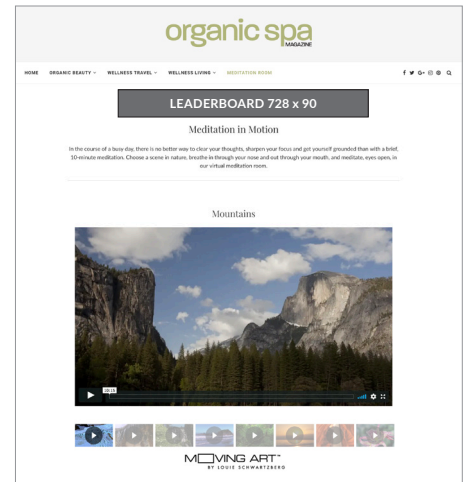 organic spa
MAGAZINE
HOME ORGANIC BEAUTY WELLNESS TRAVEL WELLNESS LIVING MEDITATION ROOM
LEADERBOARD 728 x 90
Meditation in Motion
In the course of a busy day, there is no better way to clear your thoughts, sharpen your focus and get yourself grounded than with a brief,
10-minute meditation. Choose a scene in nature, breathe in through your nose and out through your mouth, and meditate, eyes open, in
our virtual meditation room.
Mountains
MOVING ART™
BY LOUIE SCHWARTZBERG